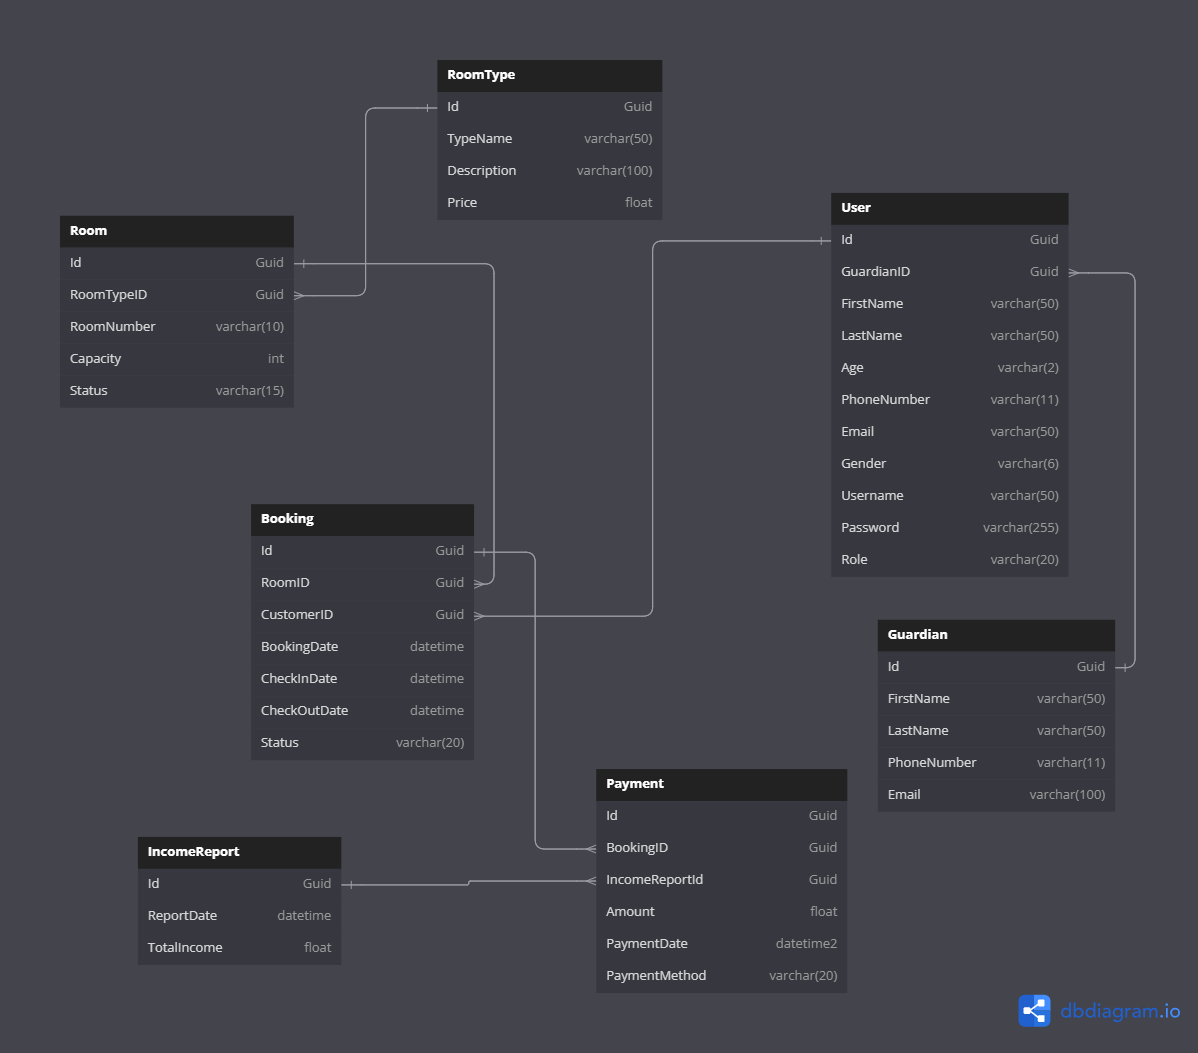 RoomType
Id Guid
TypeName varchar(50)
Description varchar(100)
Price float
Room
Id Guid
RoomTypeID Guid
RoomNumber varchar(10)
Capacity int
Status varchar(15)
User
Id Guid
GuardianID Guid
FirstName varchar(50)
LastName varchar(50)
Age varchar(2)
PhoneNumber varchar(11)
Email varchar(50)
Gender varchar(6)
Username varchar(50)
Password varchar(255)
Role varchar(20)
Booking
Id Guid
RoomID Guid
CustomerID Guid
BookingDate datetime
CheckInDate datetime
CheckOutDate datetime
Status varchar(20)
Guardian
Id Guid
FirstName varchar(50)
LastName varchar(50)
PhoneNumber varchar(11)
Email varchar(100)
Payment
Id Guid
BookingID Guid
IncomeReportId Guid
Amount float
PaymentDate datetime2
PaymentMethod varchar(20)
IncomeReport
Id Guid
ReportDate datetime
TotalIncome float
dbdiagram.io